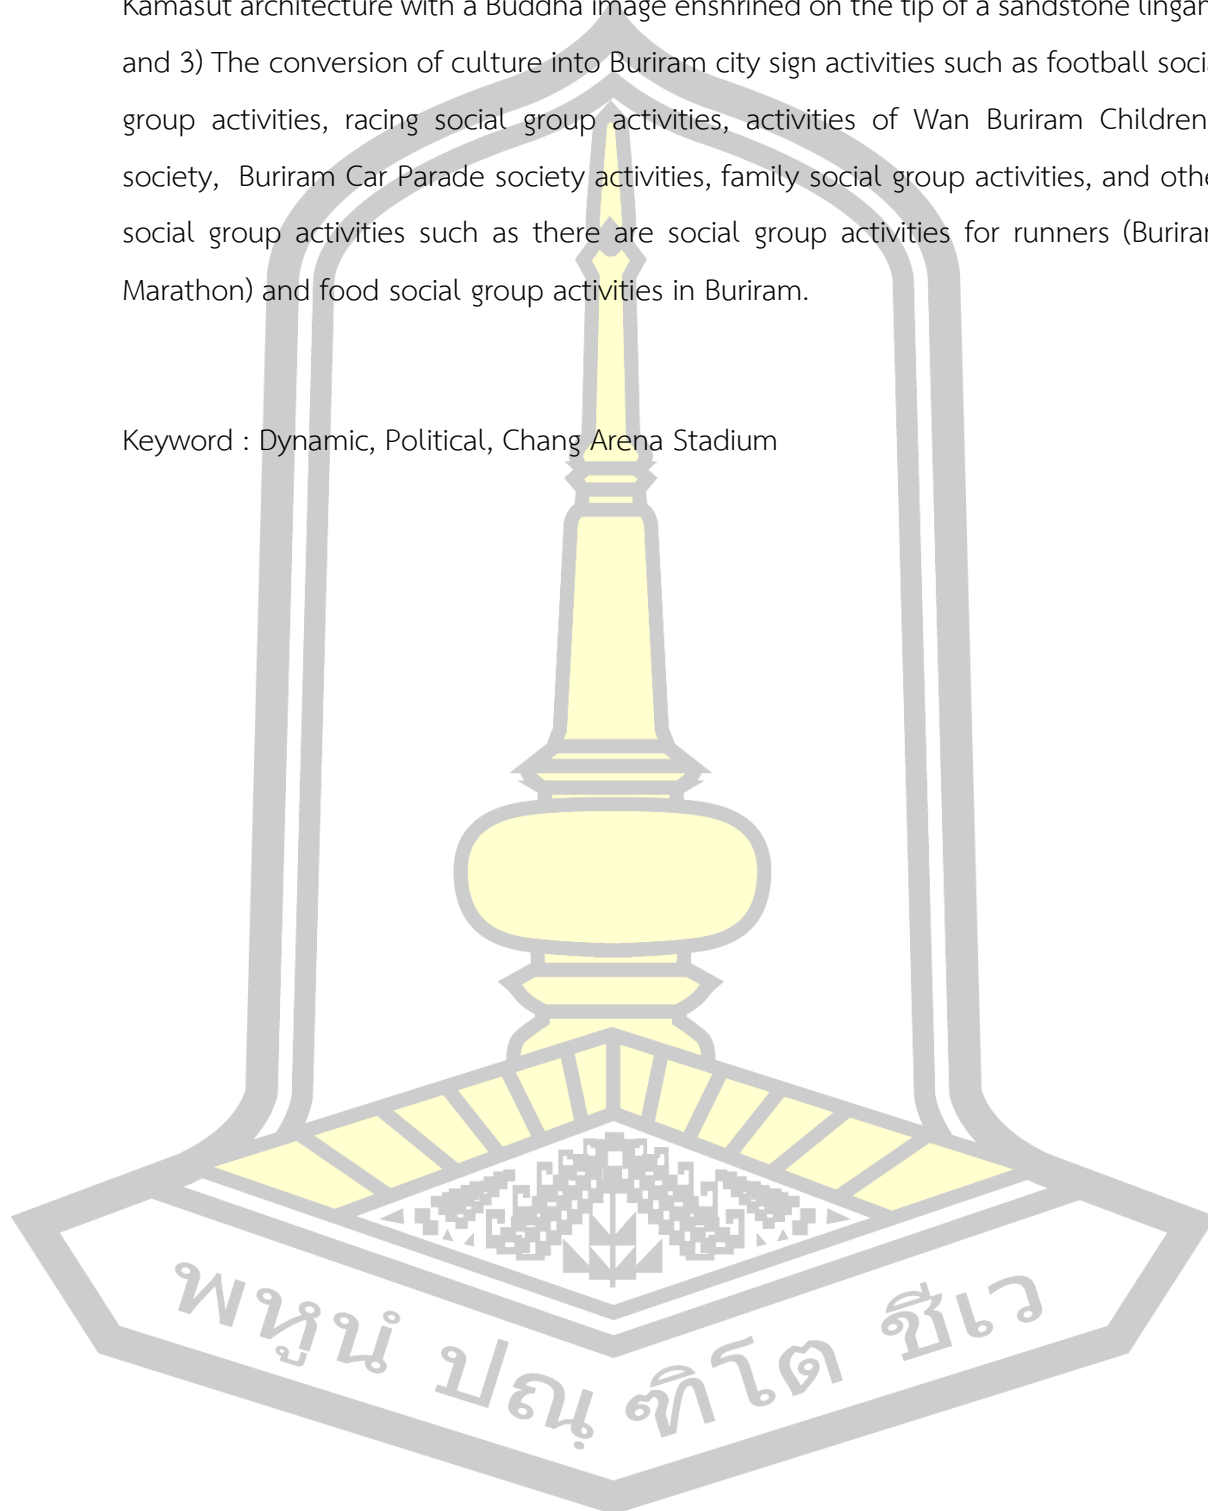 Kamasut architecture with a Buddha image enshrined on the tip of a sandstone lingam
and 3) The conversion of culture into Buriram city sign activities such as football socia
group activities, racing social group activities, activities of Wan Buriram Children
society, Buriram Car Parade society activities, family social group activities, and othe
social group activities such as there are social group activities for runners (Buriram
Marathon) and food social group activities in Buriram.
Keyword : Dynamic, Political, Chang Arena Stadium
พหูนํ ปณฺฑิโต ชีเว